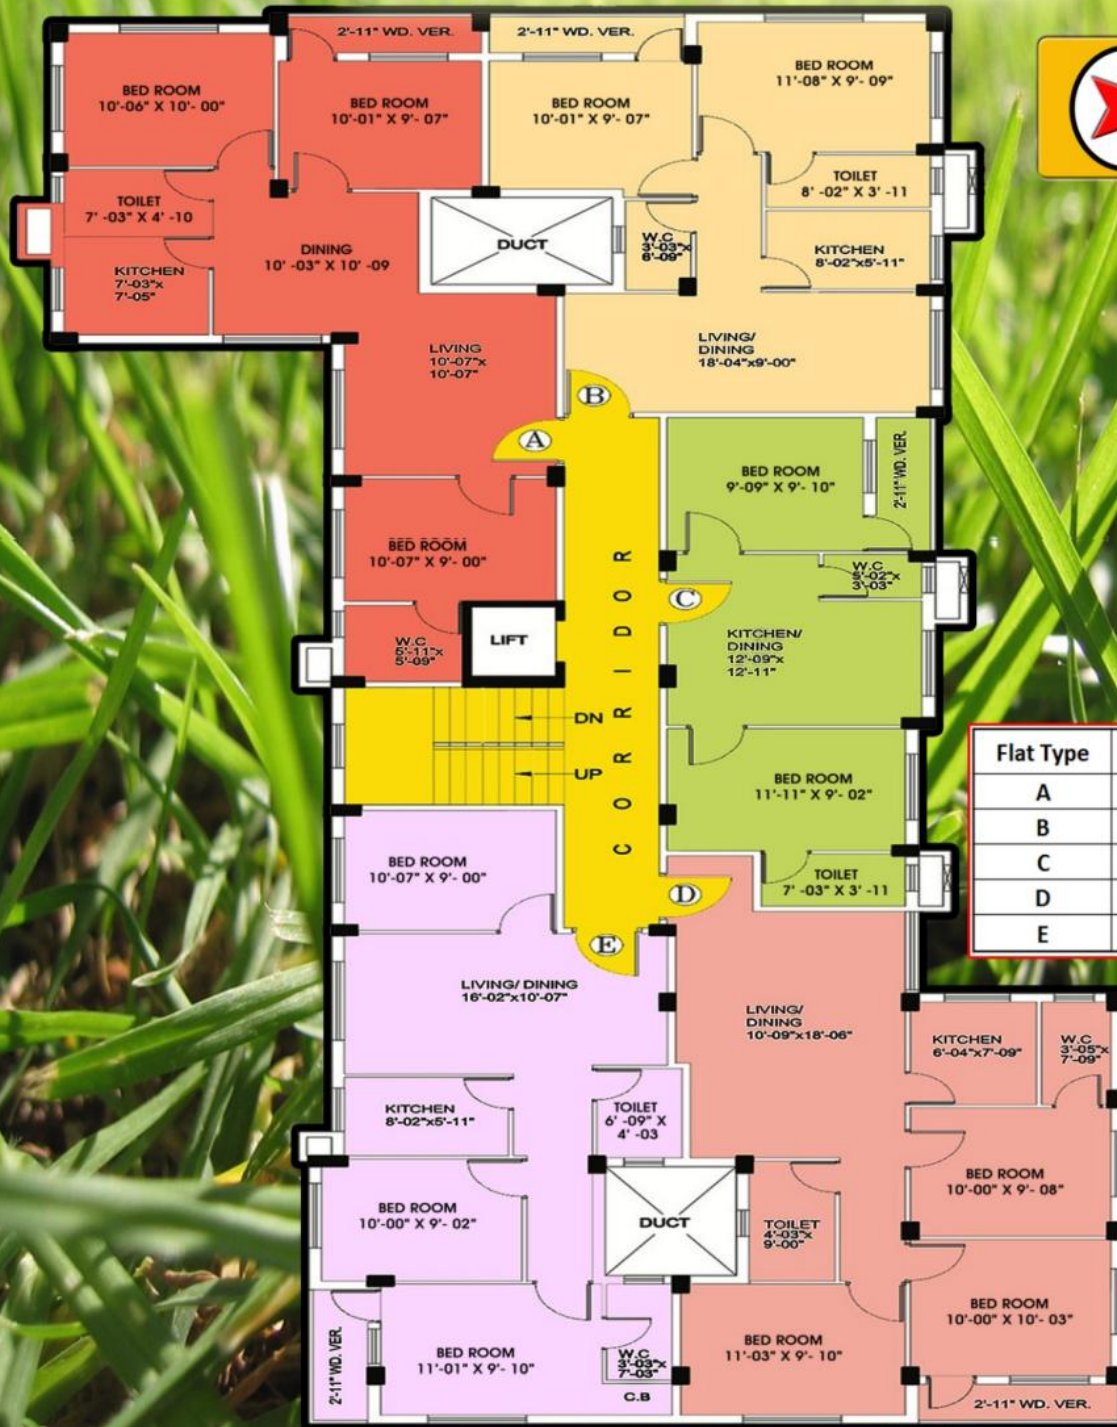 2'-11" WD. VER.
2'-11" WD. VER.
BED ROOM
10'-06" X 10'- 00"
BED ROOM
10'-01" X 9'- 07"
BED ROOM
10'-01" X 9'- 07"
BED ROOM
11'-08" X 9'- 09"
TOILET
7' -03" X 4' -10
KITCHEN
7'-03"x
7'-05"
DINING
10' -03" X 10' -09
DUCT
W.C
3'-03"x
6'-09"
TOILET
8' -02" X 3' -11
KITCHEN
8'-02"x5'-11"
LIVING
10'-07"x
10'-07"
LIVING/
DINING
18'-04"x9'-00"
B
A
BED ROOM
9'-09" X 9'- 10"
2'-11" WD. VER.
BED ROOM
10'-07" X 9'- 00"
W.C
5'-02"x
3'-03"
C
W.C
5'-11"x
5'-09"
LIFT
KITCHEN/
DINING
12'-09"x
12'-11"
CORRIDOR
DN
UP
BED ROOM
11'-11" X 9'- 02"
TOILET
7' -03" X 3' -11
Flat Type
A
B
C
D
E
BED ROOM
10'-07" X 9'- 00"
D
E
LIVING/ DINING
16'-02"x10'-07"
LIVING/
DINING
10'-09"x18'-06"
KITCHEN
6'-04"x7'-09"
W.C
3'-05"x
7'-09"
KITCHEN
8'-02"x5'-11"
TOILET
6' -09" X
4' -03
BED ROOM
10'-00" X 9'- 02"
DUCT
TOILET
4'-03"x
9'-00"
BED ROOM
10'-00" X 9'- 08"
BED ROOM
10'-00" X 10'- 03"
2'-11" WD. VER.
BED ROOM
11'-01" X 9'- 10"
W.C
3'-03"x
7'-03"
C.B
BED ROOM
11'-03" X 9'- 10"
2'-11" WD. VER.